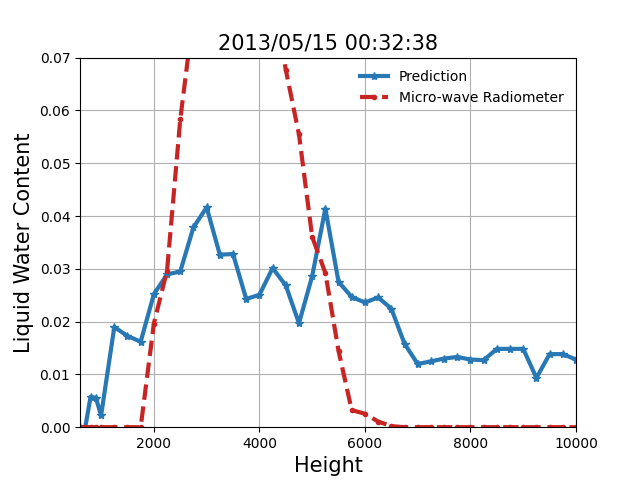 2013/05/15 00:32:38
Prediction
Micro-wave Radiometer
Liquid Water Content
0.07
0.06
0.05
0.04
0.03
0.02
0.01
0.00
2000 4000 6000 8000 10000
Height